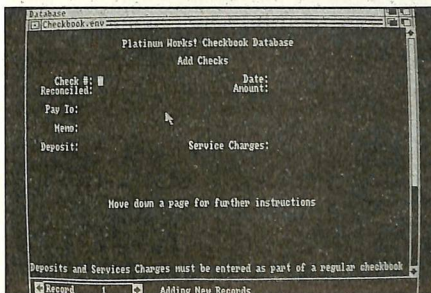 Database
Checkbook.env
Platinum Works! Checkbook Database
Add Checks
Check #: Date:
Reconciled: Amount:
Pay To:
Memo:
Deposit: Service Charges:
Move down a page for further instructions
Deposits and Services Charges must be entered as part of a regular checkbook
Record 1 Adding New Records